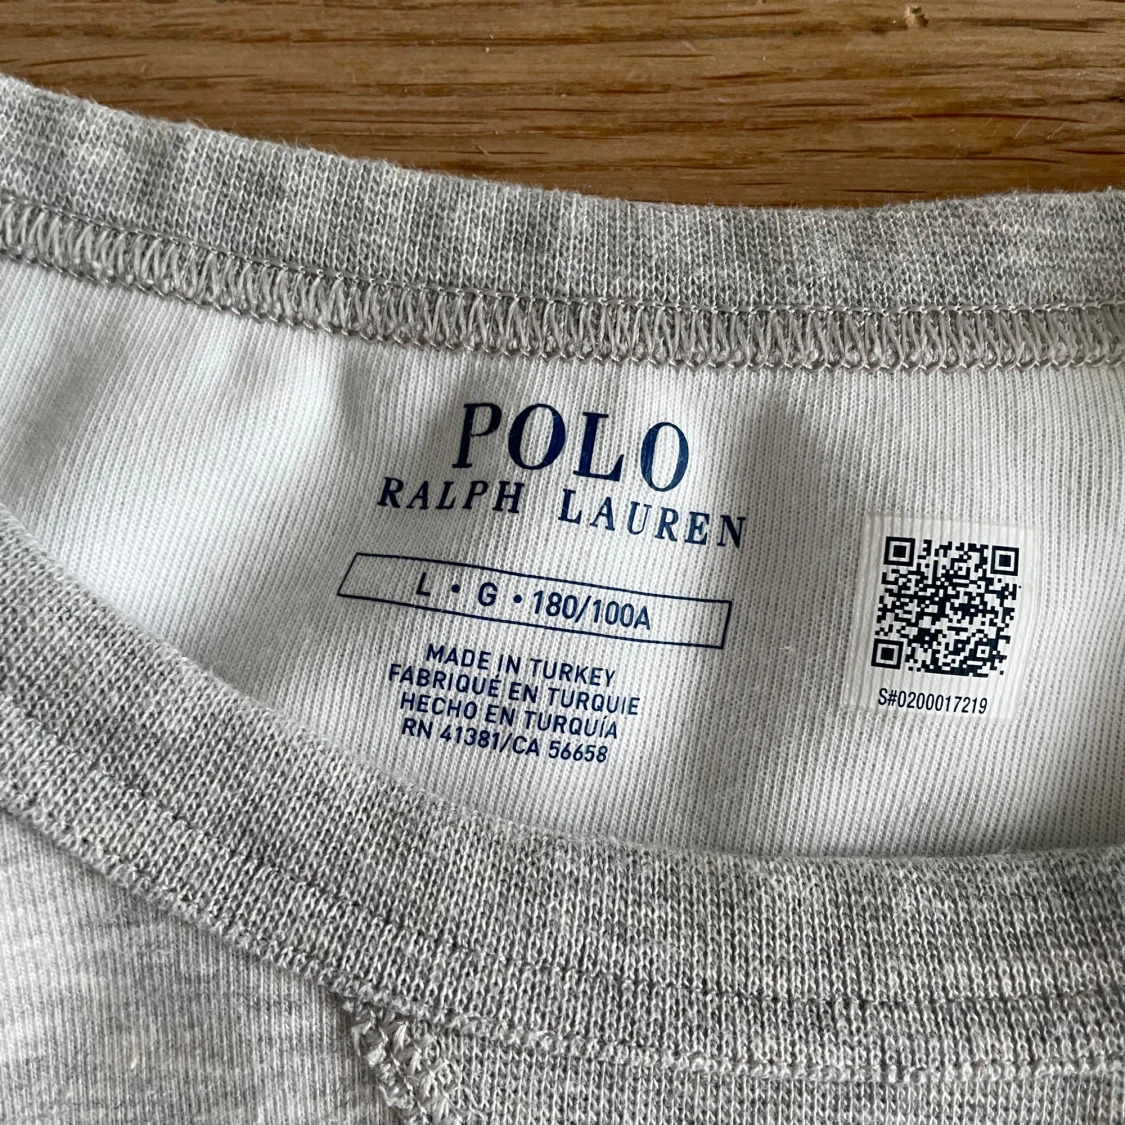 POLO
RALPH LAUREN
L • G • 180/100A
MADE IN TURKEY
FABRIQUÉ EN TURQUIE
HECHO EN TURQUÍA
RN 41381/CA 56658
S#0200017219